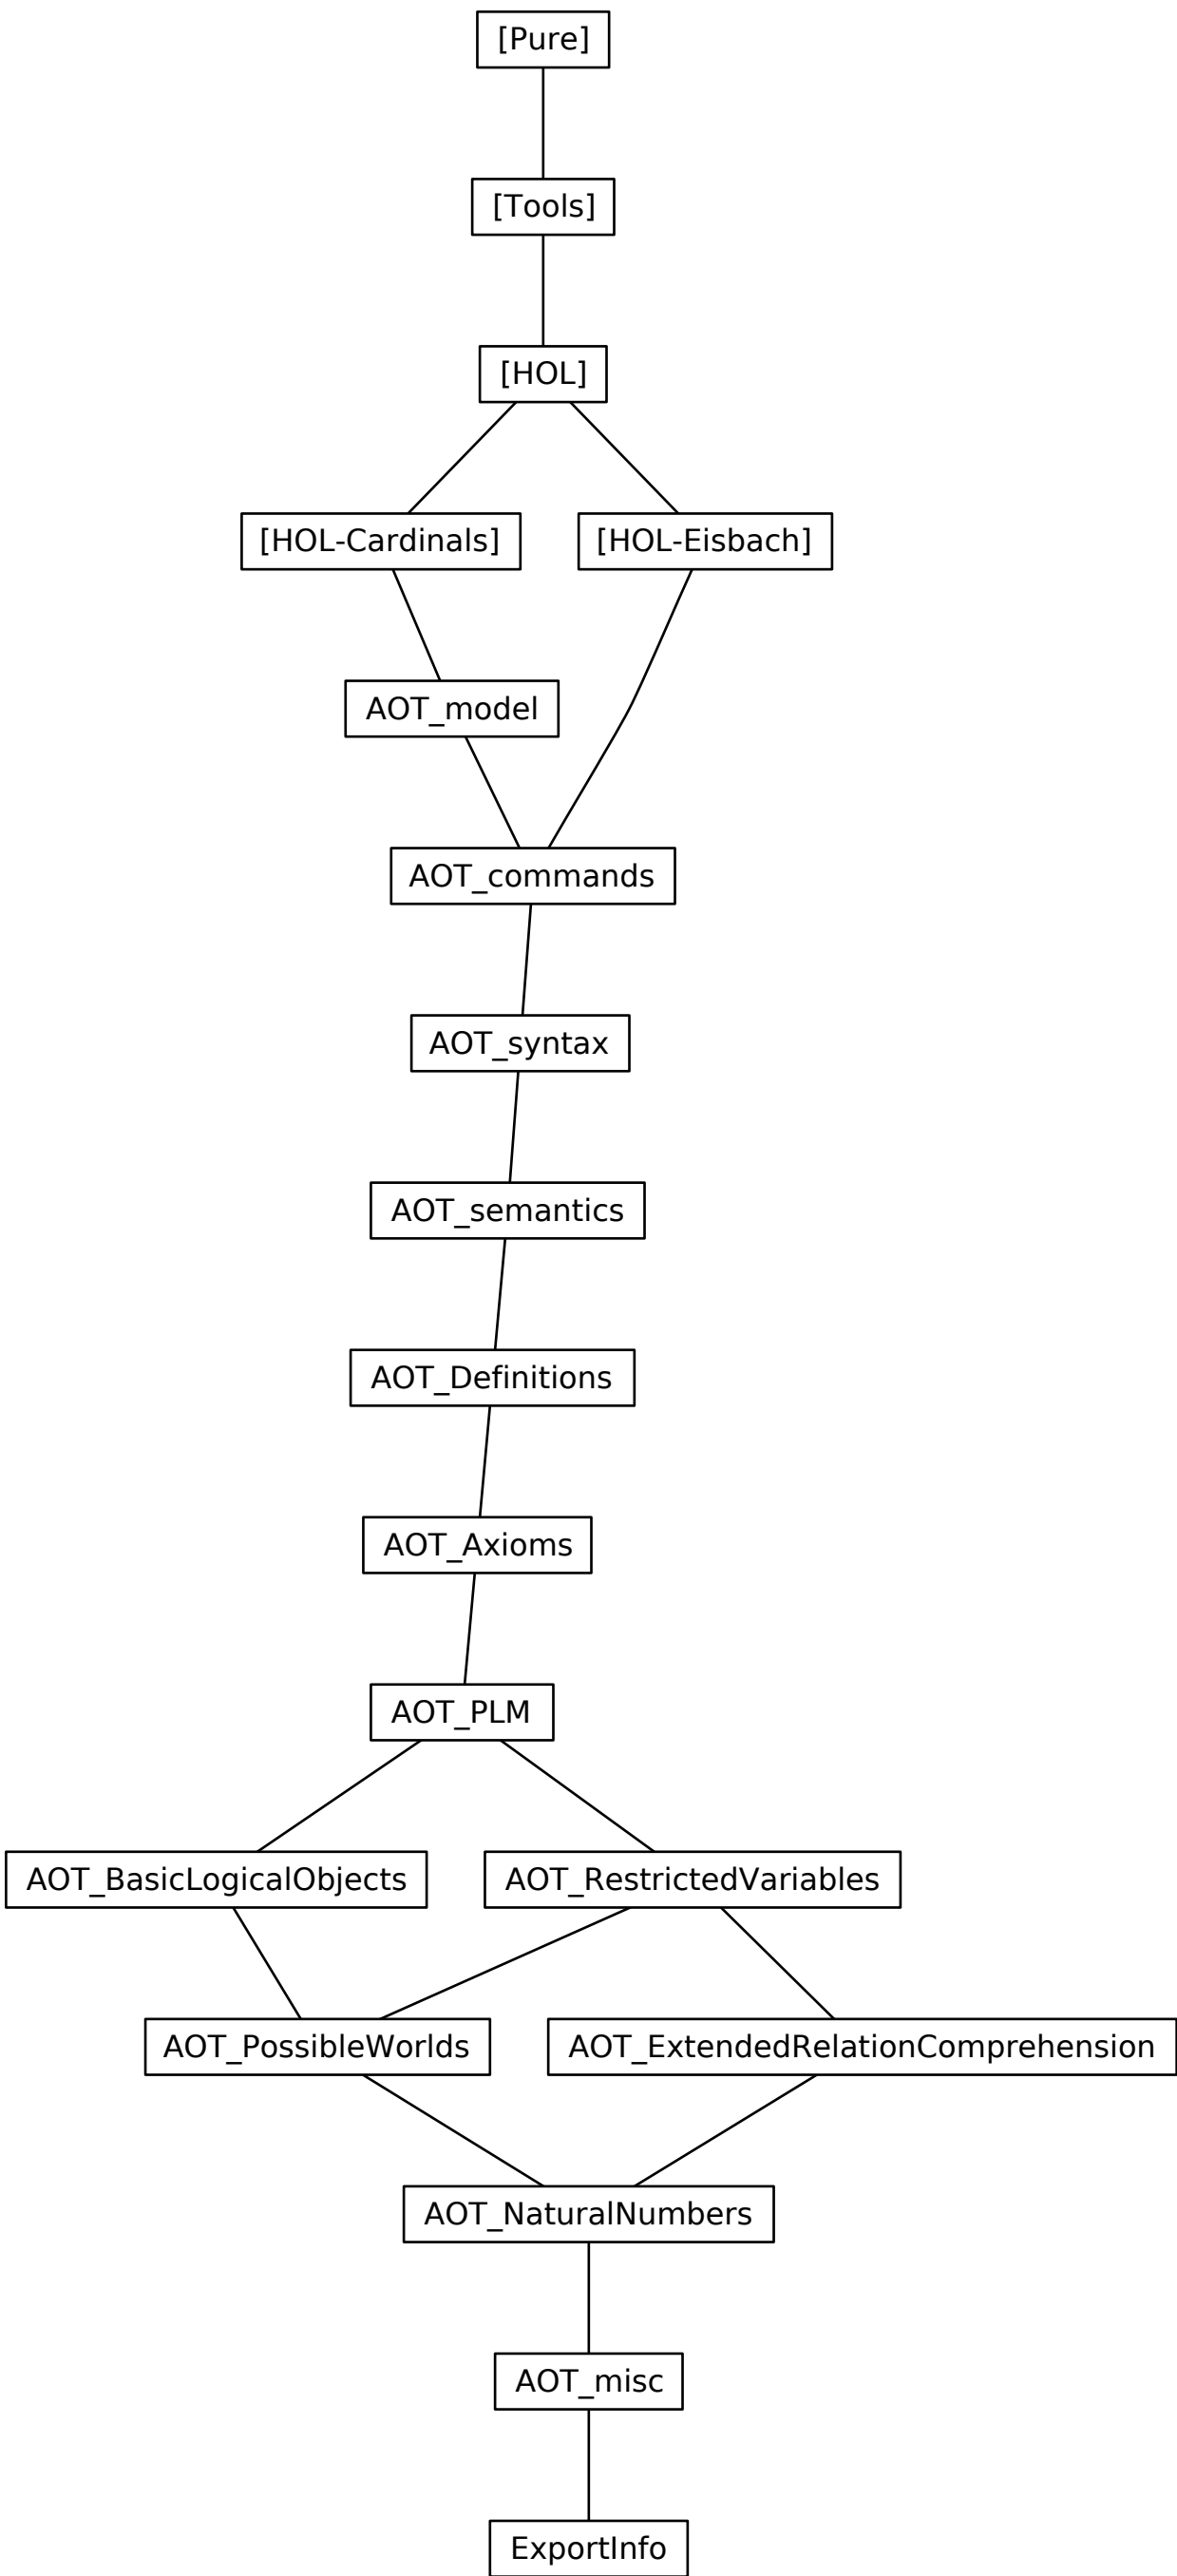 [Pure]
[Tools]
[HOL]
[HOL-Cardinals]
[HOL-Eisbach]
AOT_model
AOT_commands
AOT_syntax
AOT_semantics
AOT_Definitions
AOT_Axioms
AOT_PLM
AOT_BasicLogicalObjects
AOT_RestrictedVariables
AOT_PossibleWorlds
AOT_ExtendedRelationComprehension
AOT_NaturalNumbers
AOT_misc
ExportInfo